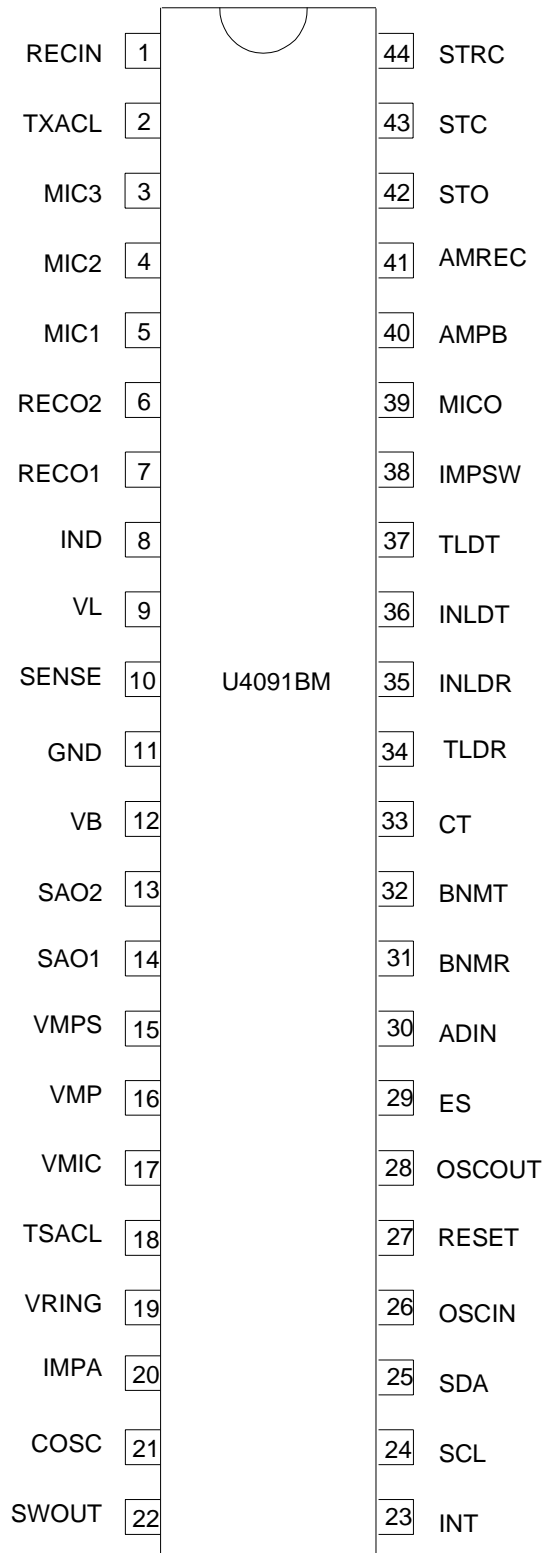 RECIN 1 44 STRC
TXACL 2 43 STC
MIC3 3 42 STO
MIC2 4 41 AMREC
MIC1 5 40 AMPB
RECO2 6 39 MICO
RECO1 7 38 IMPSW
IND 8 37 TLDT
VL 9 36 INLDT
SENSE 10 U4091BM 35 INLDR
GND 11 34 TLDR
VB 12 33 CT
SAO2 13 32 BNMT
SAO1 14 31 BNMR
VMPS 15 30 ADIN
VMP 16 29 ES
VMIC 17 28 OSCOUT
TSACL 18 27 RESET
VRING 19 26 OSCIN
IMPA 20 25 SDA
COSC 21 24 SCL
SWOUT 22 23 INT